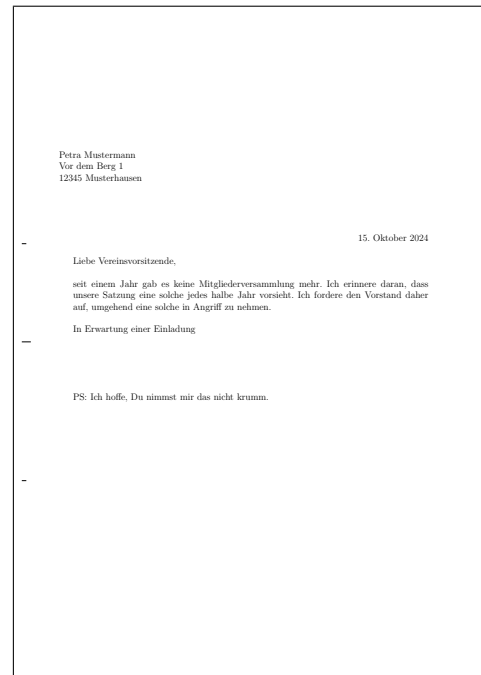 Petra Mustermann
Vor dem Berg 1
12345 Musterhausen
15. Oktober 2024
Liebe Vereinsvorsitzende,
seit einem Jahr gab es keine Mitgliederversammlung mehr. Ich erinnere daran, dass
unsere Satzung eine solche jedes halbe Jahr vorsieht. Ich fordere den Vorstand daher
auf, umgehend eine solche in Angriff zu nehmen.
In Erwartung einer Einladung
PS: Ich hoffe, Du nimmst mir das nicht krumm.